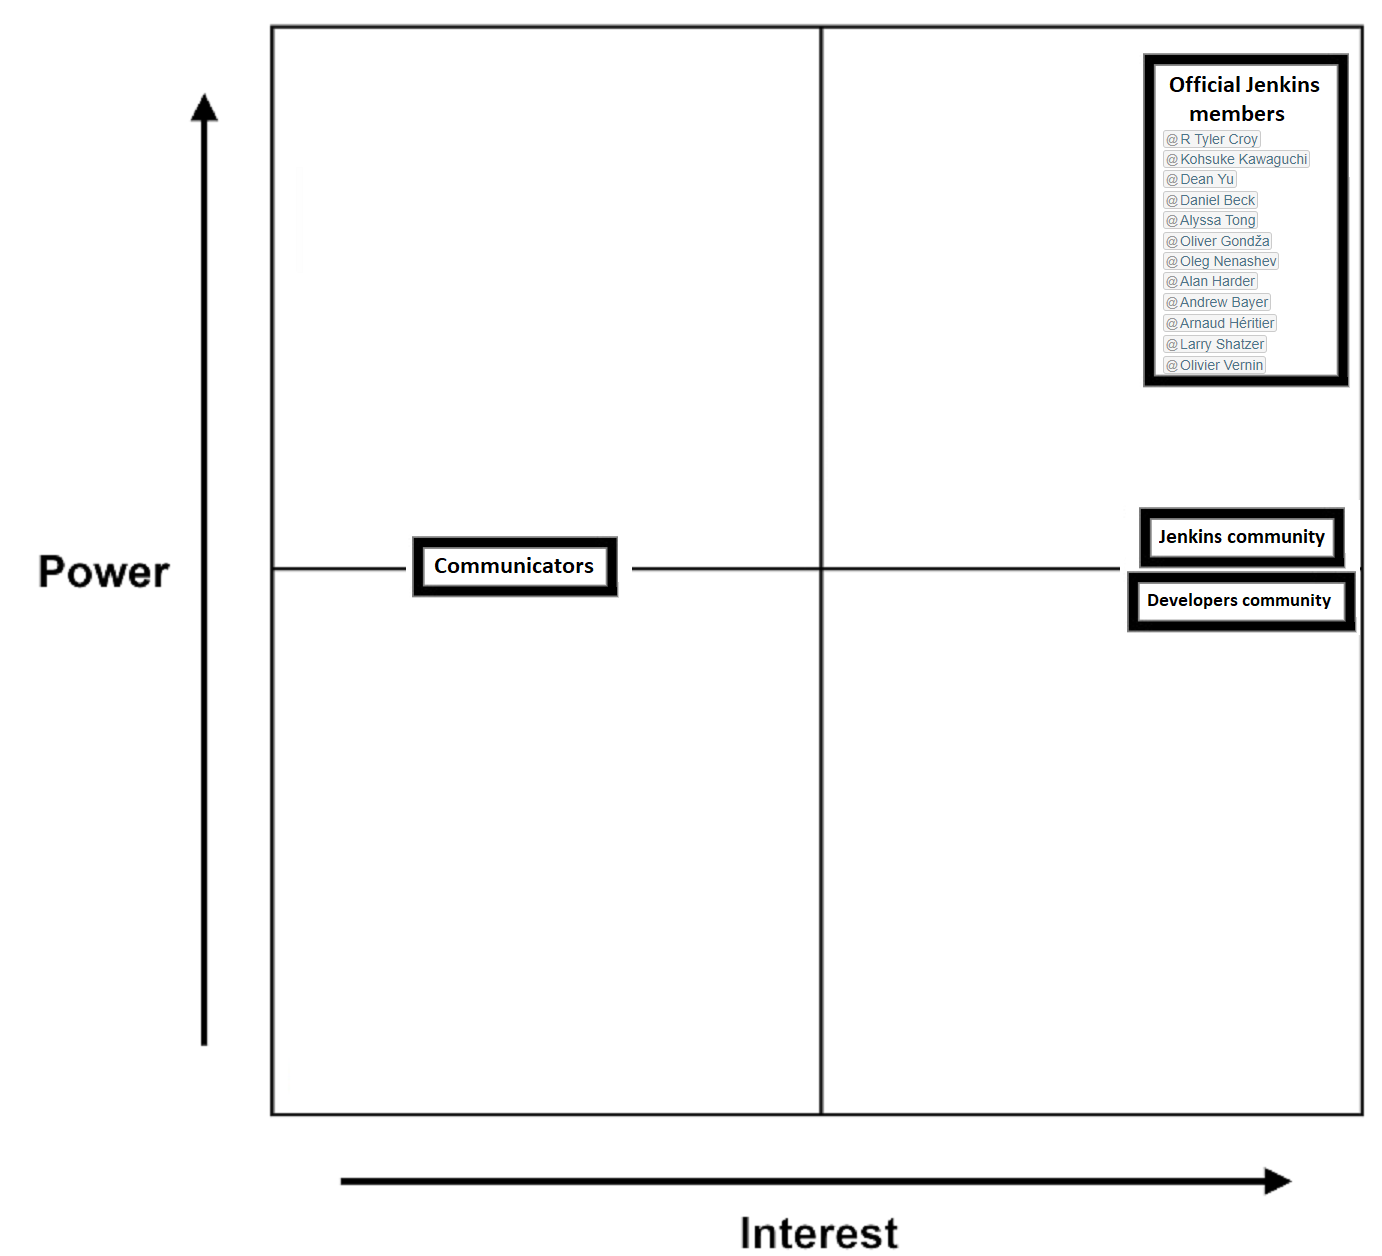 Official Jenkins
members
@R Tyler Croy
@Kohsuke Kawaguchi
@Dean Yu
@Daniel Beck
@Alyssa Tong
@Oliver Gondža
@Oleg Nenashev
@Alan Harder
@Andrew Bayer
@Arnaud Héritier
@Larry Shatzer
@Olivier Vernin
Jenkins community
Communicators
Power
Developers community
Interest